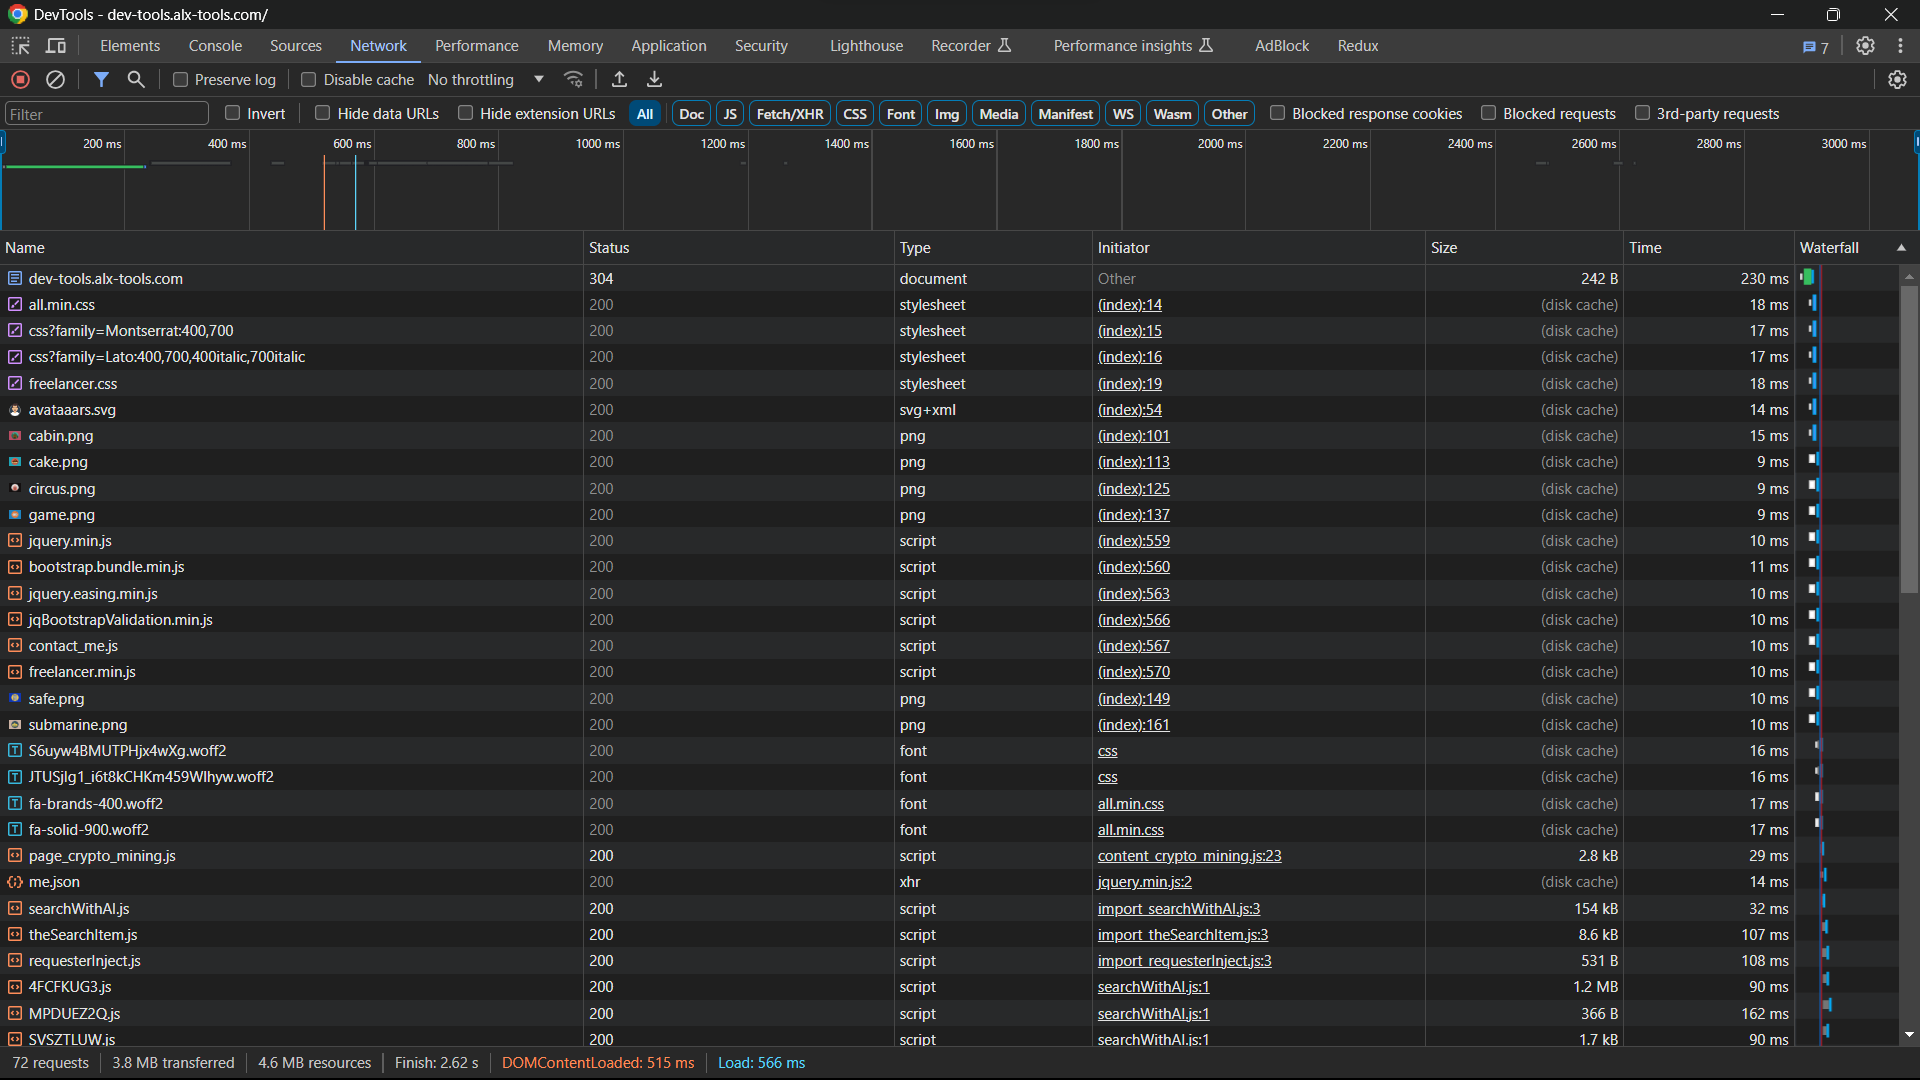 DevTools - dev-tools.alx-tools.com/
Elements Console Sources Network Performance Memory Application Security Lighthouse Recorder Performance insights AdBlock Redux 7
Preserve log Disable cache No throttling
Filter Invert Hide data URLs Hide extension URLs All Doc JS Fetch/XHR CSS Font Img Media Manifest WS Wasm Other Blocked response cookies Blocked requests 3rd-party requests
200 ms 400 ms 600 ms 800 ms 1000 ms 1200 ms 1400 ms 1600 ms 1800 ms 2000 ms 2200 ms 2400 ms 2600 ms 2800 ms 3000 ms
Name Status Type Initiator Size Time Waterfall
dev-tools.alx-tools.com 304 document Other 242 B 230 ms
all.min.css 200 stylesheet (index):14 (disk cache) 18 ms
css?family=Montserrat:400,700 200 stylesheet (index):15 (disk cache) 17 ms
css?family=Lato:400,700,400italic,700italic 200 stylesheet (index):16 (disk cache) 17 ms
freelancer.css 200 stylesheet (index):19 (disk cache) 18 ms
avataaars.svg 200 svg+xml (index):54 (disk cache) 14 ms
cabin.png 200 png (index):101 (disk cache) 15 ms
cake.png 200 png (index):113 (disk cache) 9 ms
circus.png 200 png (index):125 (disk cache) 9 ms
game.png 200 png (index):137 (disk cache) 9 ms
jquery.min.js 200 script (index):559 (disk cache) 10 ms
bootstrap.bundle.min.js 200 script (index):560 (disk cache) 11 ms
jquery.easing.min.js 200 script (index):563 (disk cache) 10 ms
jqBootstrapValidation.min.js 200 script (index):566 (disk cache) 10 ms
contact_me.js 200 script (index):567 (disk cache) 10 ms
freelancer.min.js 200 script (index):570 (disk cache) 10 ms
safe.png 200 png (index):149 (disk cache) 10 ms
submarine.png 200 png (index):161 (disk cache) 10 ms
S6uyw4BMUTPHjx4wXg.woff2 200 font css (disk cache) 16 ms
JTUSjIg1_i6t8kCHKm459Wlhyw.woff2 200 font css (disk cache) 16 ms
fa-brands-400.woff2 200 font all.min.css (disk cache) 17 ms
fa-solid-900.woff2 200 font all.min.css (disk cache) 17 ms
page_crypto_mining.js 200 script content_crypto_mining.js:23 2.8 kB 29 ms
me.json 200 xhr jquery.min.js:2 (disk cache) 14 ms
searchWithAI.js 200 script import_searchWithAI.js:3 154 kB 32 ms
theSearchItem.js 200 script import_theSearchItem.js:3 8.6 kB 107 ms
requesterInject.js 200 script import_requesterInject.js:3 531 B 108 ms
4FCFKUG3.js 200 script searchWithAI.js:1 1.2 MB 90 ms
MPDUEZ2Q.js 200 script searchWithAI.js:1 366 B 162 ms
SVSZTLUW.js 200 script searchWithAI.js:1 1.7 kB 90 ms
72 requests 3.8 MB transferred 4.6 MB resources Finish: 2.62 s DOMContentLoaded: 515 ms Load: 566 ms